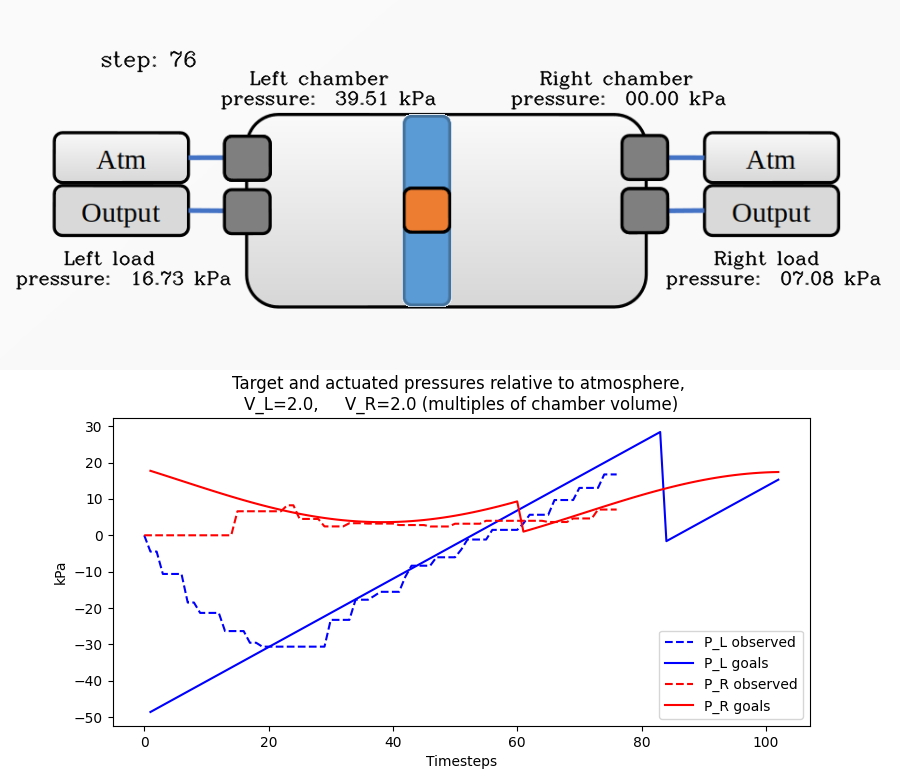 step: 76
Left chamber
pressure: 39.51 kPa
Right chamber
pressure: 00.00 kPa
Atm
Output
Atm
Output
Left load
pressure: 16.73 kPa
Right load
pressure: 07.08 kPa
Target and actuated pressures relative to atmosphere,
V_L=2.0, V_R=2.0 (multiples of chamber volume)
30
20
10
0
−10
−20
−30
−40
−50
kPa
P_L observed
P_L goals
P_R observed
P_R goals
0 20 40 60 80 100
Timesteps